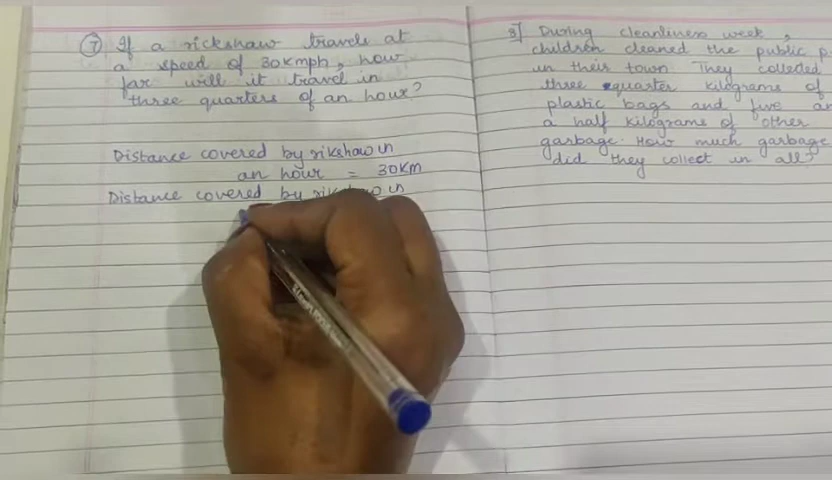 7 If a rickshaw travels at
a speed of 30kmph, how
far will it travel in
three quarters of an hour?
Distance covered by rikshaw in
an hour = 30KM
Distance covered by rikshaw in
8] During cleanliness week,
children cleaned the public
in their town They collected
three quarter kilograms of
plastic bags and five
a half kilograms of other
garbage. How much garbage
did they collect in all?